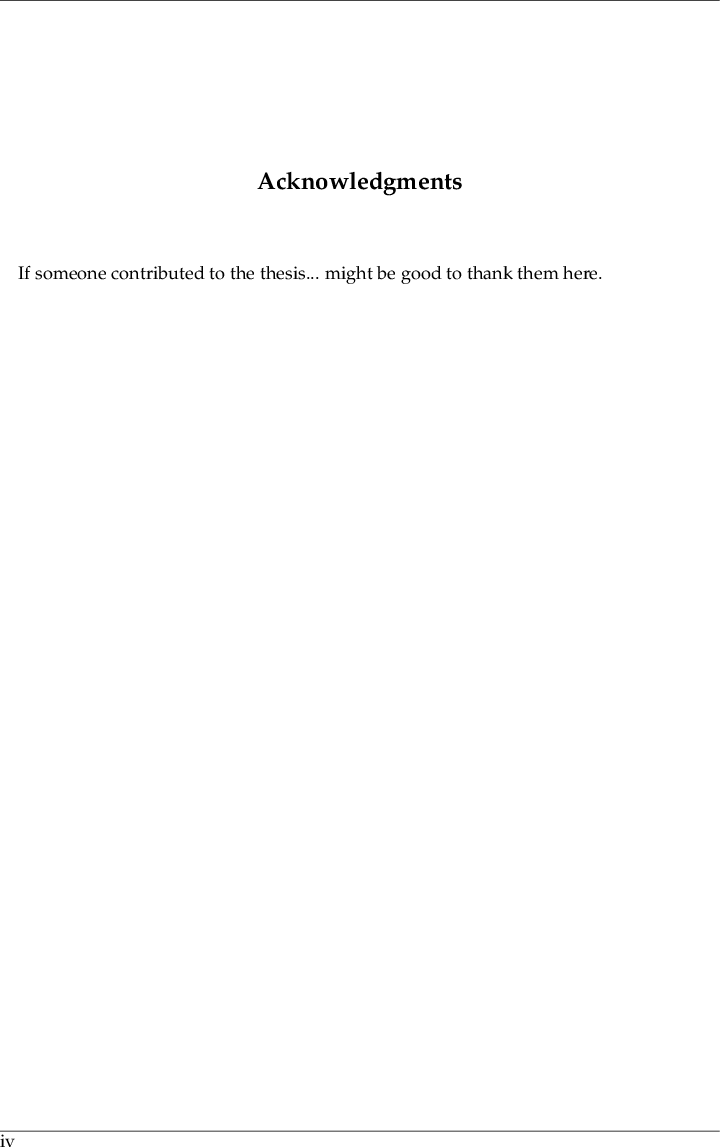 Acknowledgments
If someone contributed to the thesis... might be good to thank them here.
iv